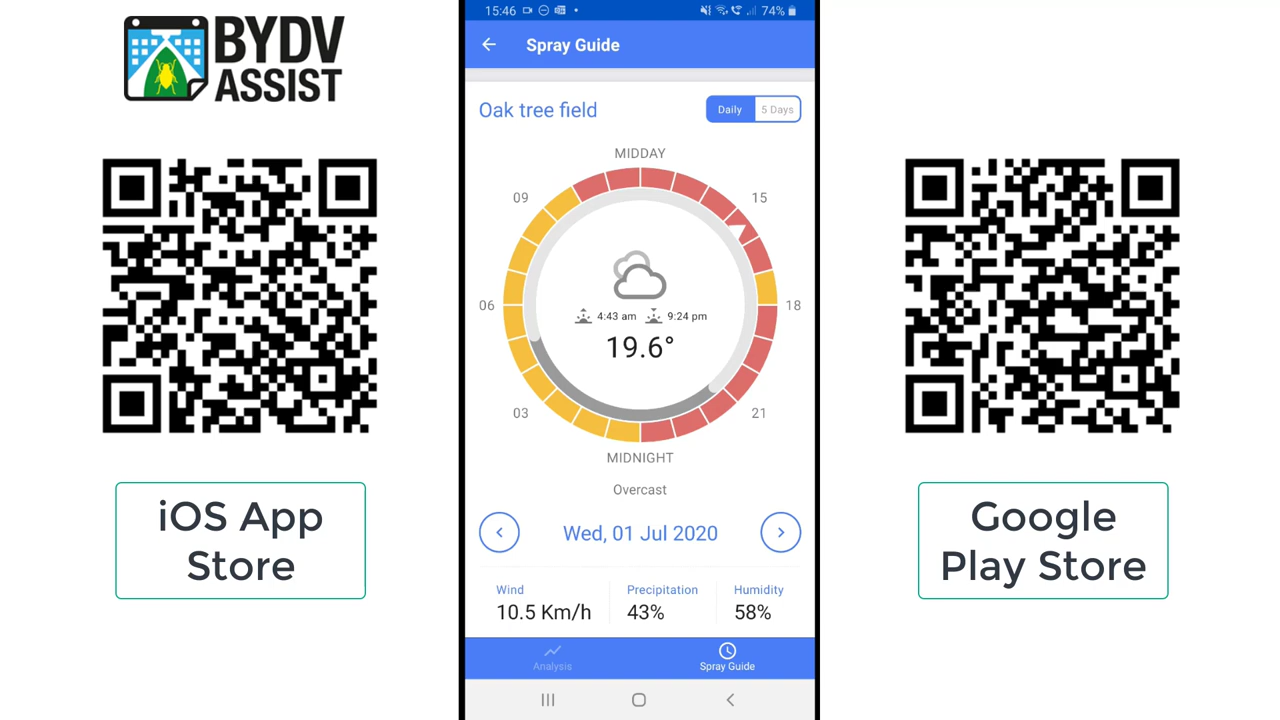 BYDV
ASSIST
iOS App
Store
15:46
74%
Spray Guide
Oak tree field
Daily
5 Days
MIDDAY
09
15
06
18
4:43 am
9:24 pm
19.6°
03
21
MIDNIGHT
Overcast
Wed, 01 Jul 2020
Wind
Precipitation
Humidity
10.5 Km/h
43%
58%
Analysis
Spray Guide
Google
Play Store